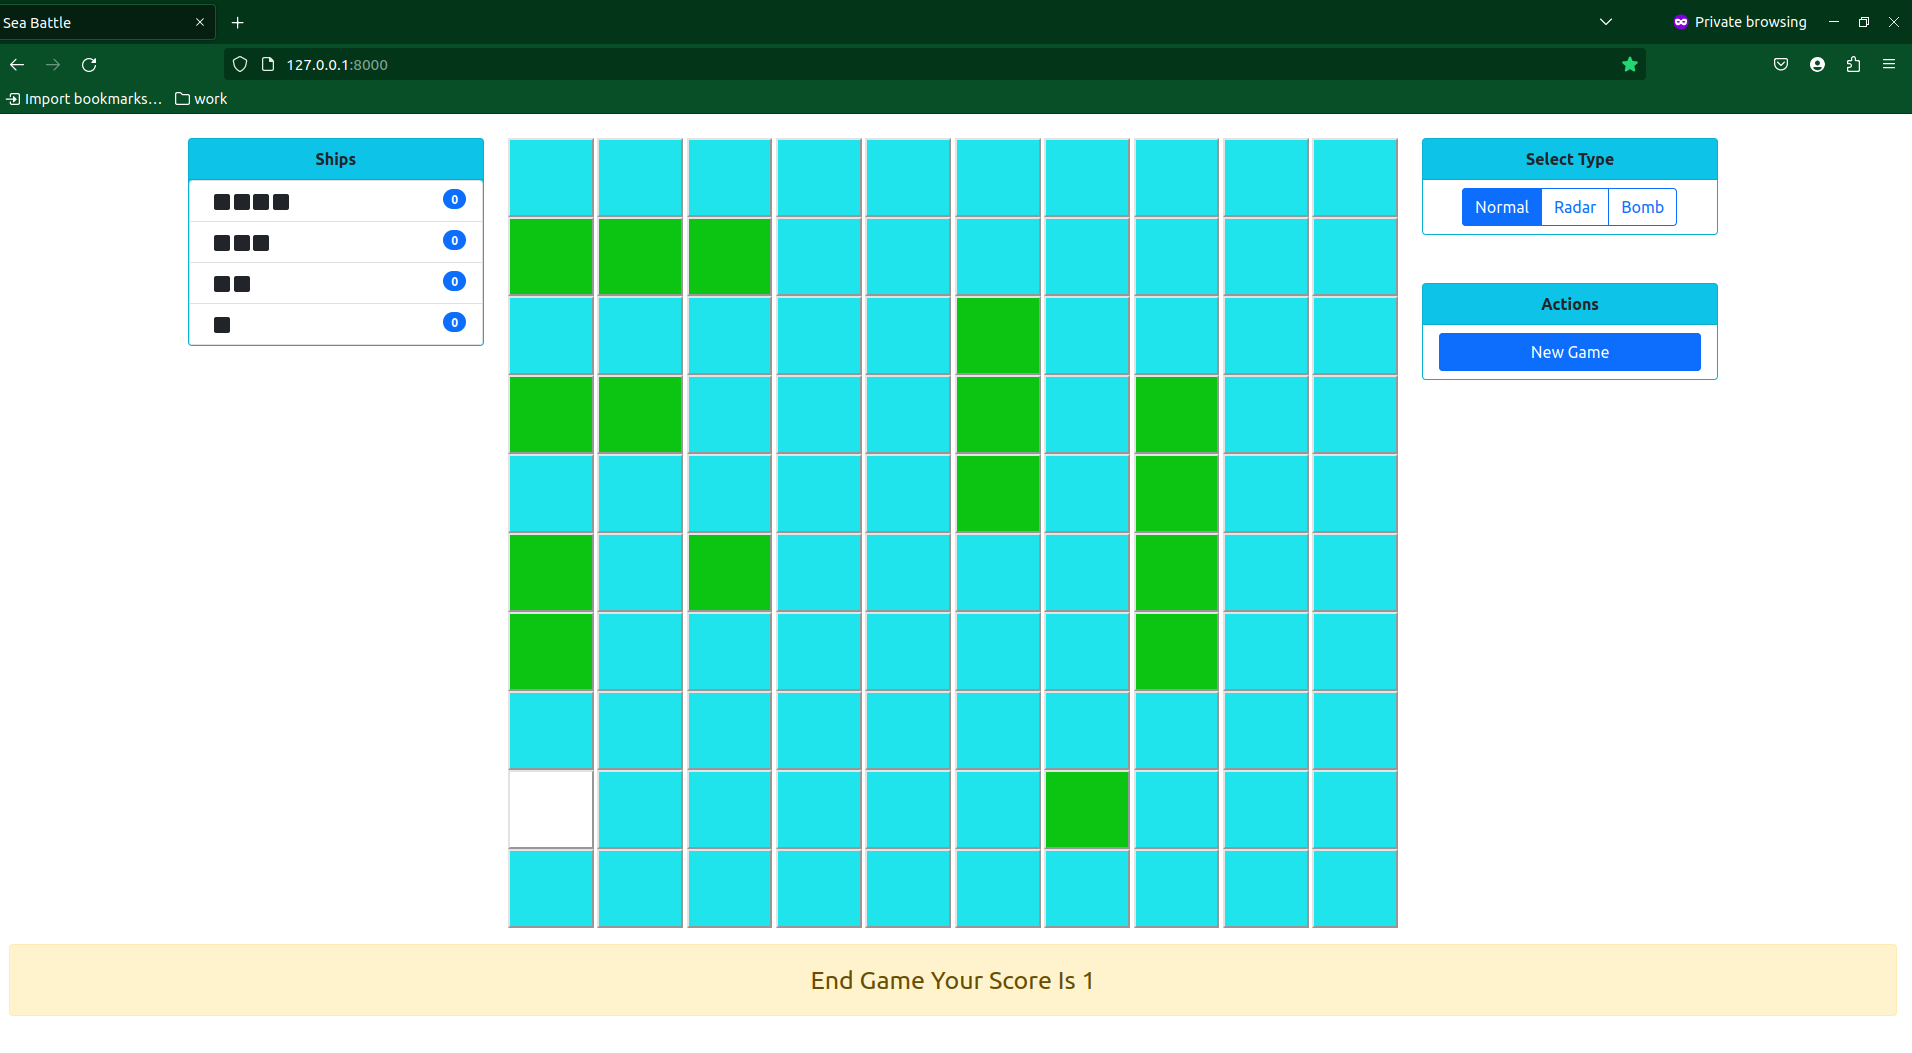 Sea Battle
Private browsing
127.0.0.1:8000
Import bookmarks...
work
Ships
0
0
0
0
Select Type
Normal Radar Bomb
Actions
New Game
End Game Your Score Is 1